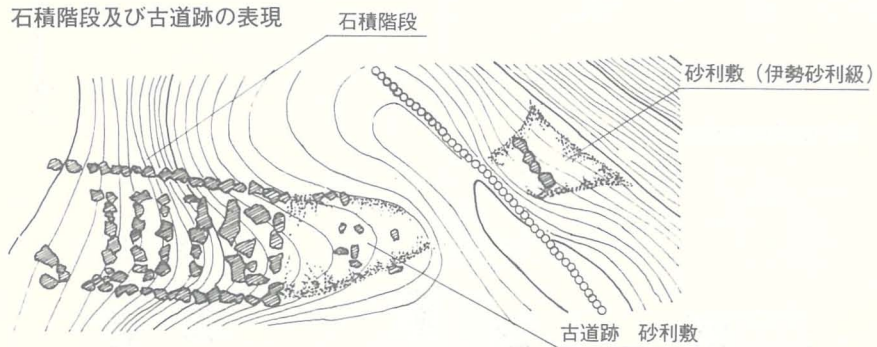 石積階段及び古道跡の表現
石積階段
砂利敷（伊勢砂利級）
古道跡　砂利敷